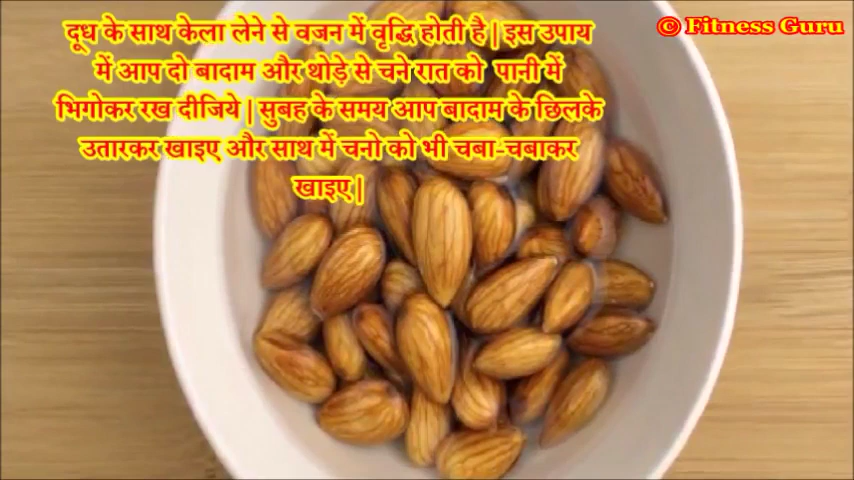 © Fitness Guru
दूध के साथ केला लेने से वजन में वृद्धि होती है | इस उपाय
में आप दो बादाम और थोड़े से चने रात को पानी में
भिगोकर रख दीजिये | सुबह के समय आप बादाम के छिलके
उतारकर खाइए और साथ में चनो को भी चबा-चबाकर
खाइए |